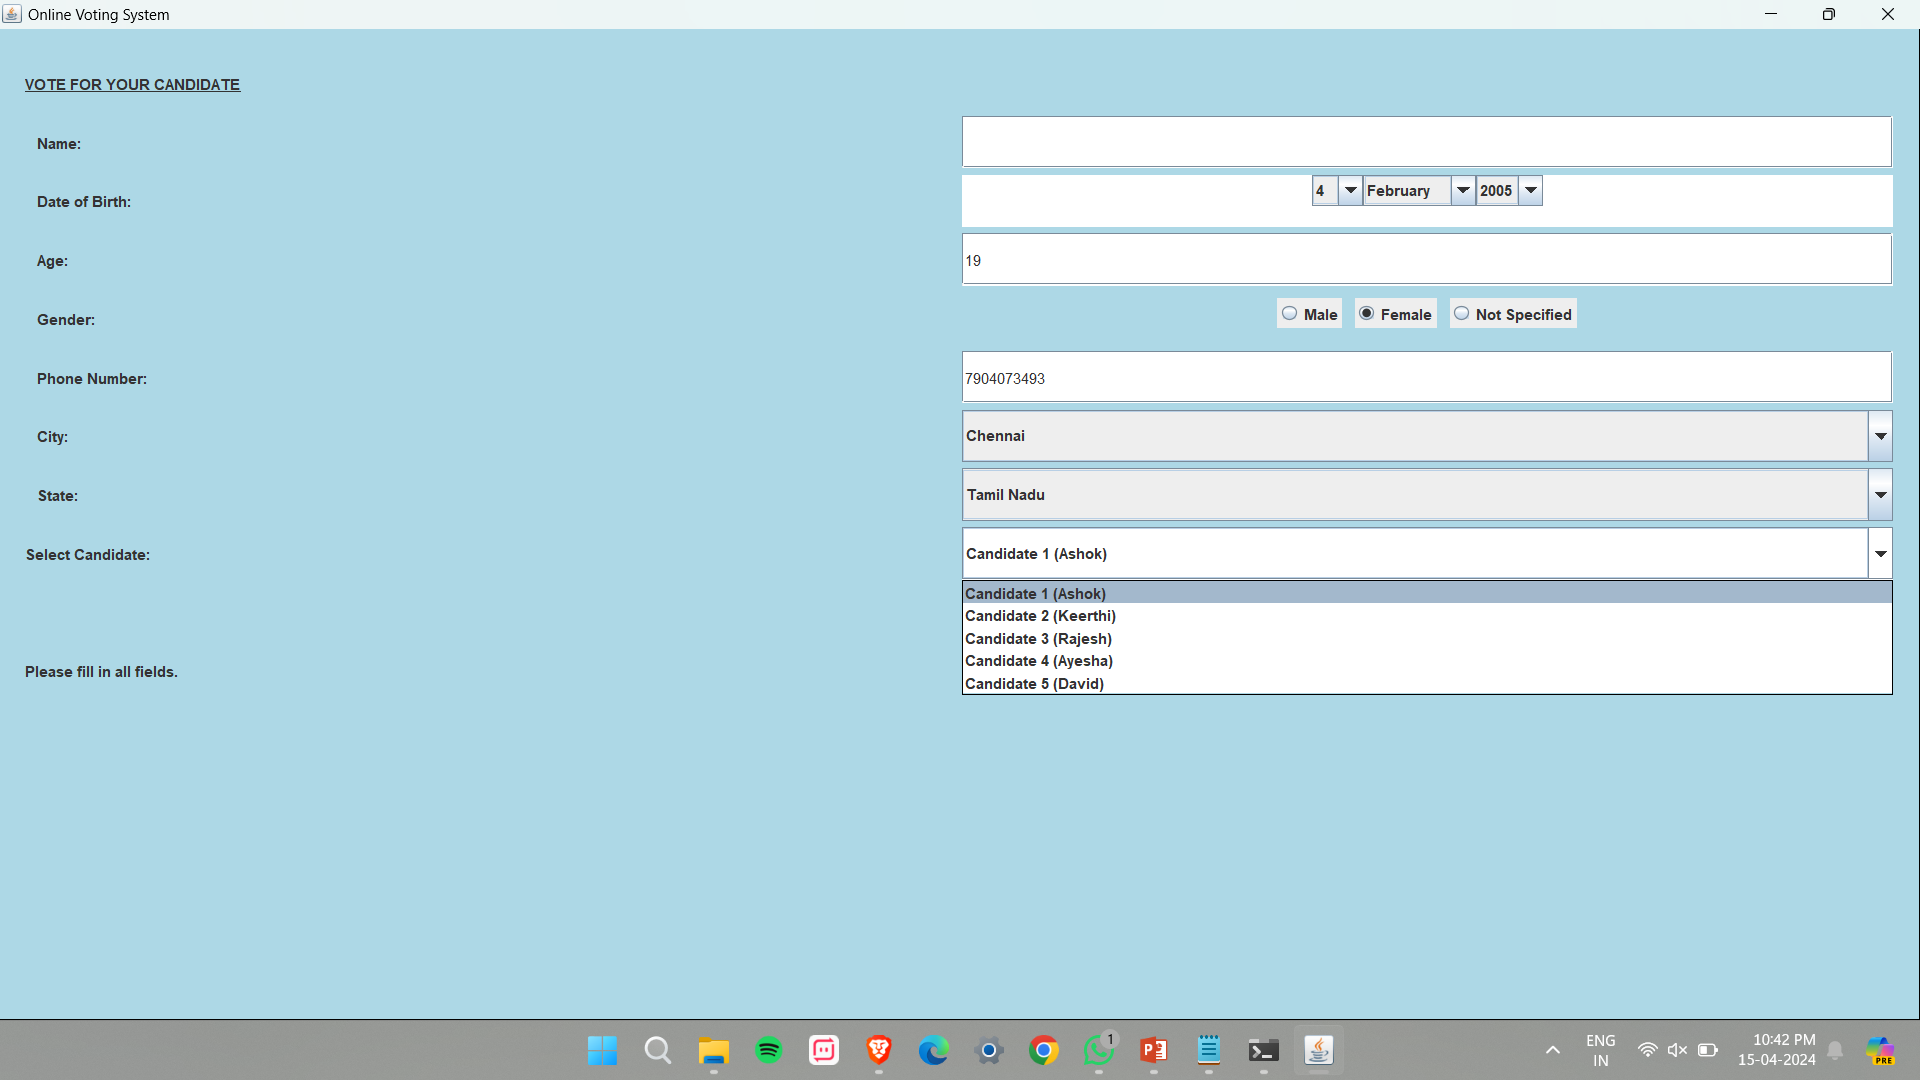 Online Voting System
VOTE FOR YOUR CANDIDATE
Name:
Date of Birth:
4 February 2005
Age:
19
Gender:
Male Female Not Specified
Phone Number:
7904073493
City:
Chennai
State:
Tamil Nadu
Select Candidate:
Candidate 1 (Ashok)
Candidate 1 (Ashok)
Candidate 2 (Keerthi)
Candidate 3 (Rajesh)
Candidate 4 (Ayesha)
Candidate 5 (David)
Please fill in all fields.
1
ENG
IN
10:42 PM
15-04-2024
PRE